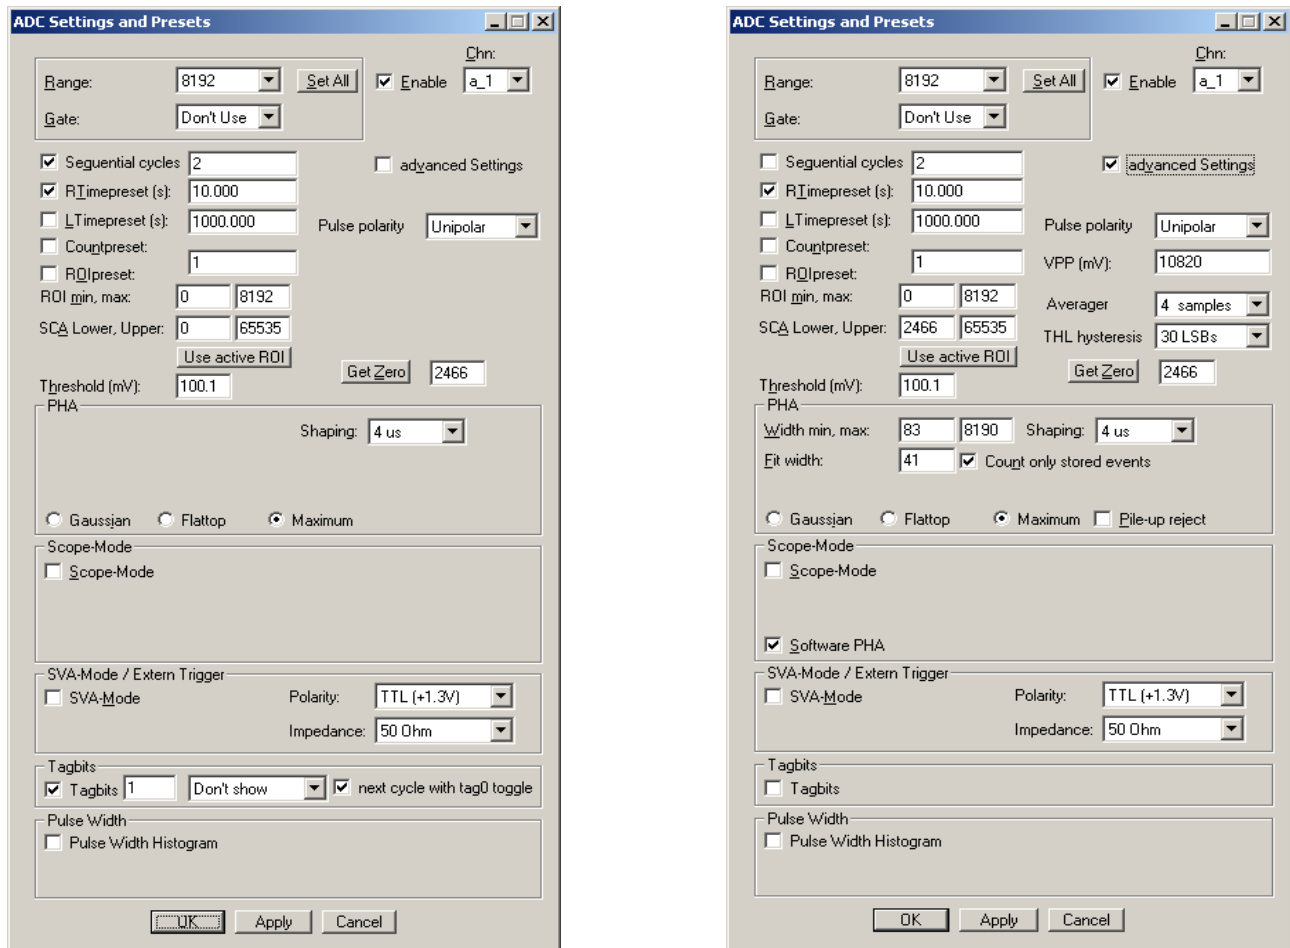 ADC Settings and Presets
Chn:
Range: 8192 Set All Enable a_1
Gate: Don't Use
Sequential cycles 2 advanced Settings
RTimepreset (s): 10.000
LTimepreset (s): 1000.000
Pulse polarity Unipolar
Countpreset:
1
ROIpreset:
ROI min, max: 0 8192
SCA Lower, Upper: 0 65535
Use active ROI
Get Zero 2466
Threshold (mV): 100.1
PHA
Shaping: 4 us
Gaussian Flattop Maximum
Scope-Mode
Scope-Mode
SVA-Mode / Extern Trigger
SVA-Mode Polarity: TTL (+1.3V)
Impedance: 50 Ohm
Tagbits
Tagbits 1 Don't show next cycle with tag0 toggle
Pulse Width
Pulse Width Histogram
OK Apply Cancel
ADC Settings and Presets
Chn:
Range: 8192 Set All Enable a_1
Gate: Don't Use
Sequential cycles 2 advanced Settings
RTimepreset (s): 10.000
LTimepreset (s): 1000.000
Pulse polarity Unipolar
Countpreset:
1
VPP (mV): 10820
ROIpreset:
ROI min, max: 0 8192
Averager 4 samples
SCA Lower, Upper: 2466 65535
THL hysteresis 30 LSBs
Use active ROI
Get Zero 2466
Threshold (mV): 100.1
PHA
Width min, max: 83 8190 Shaping: 4 us
Fit width: 41 Count only stored events
Gaussian Flattop Maximum Pile-up reject
Scope-Mode
Scope-Mode
Software PHA
SVA-Mode / Extern Trigger
SVA-Mode Polarity: TTL (+1.3V)
Impedance: 50 Ohm
Tagbits
Tagbits
Pulse Width
Pulse Width Histogram
OK Apply Cancel